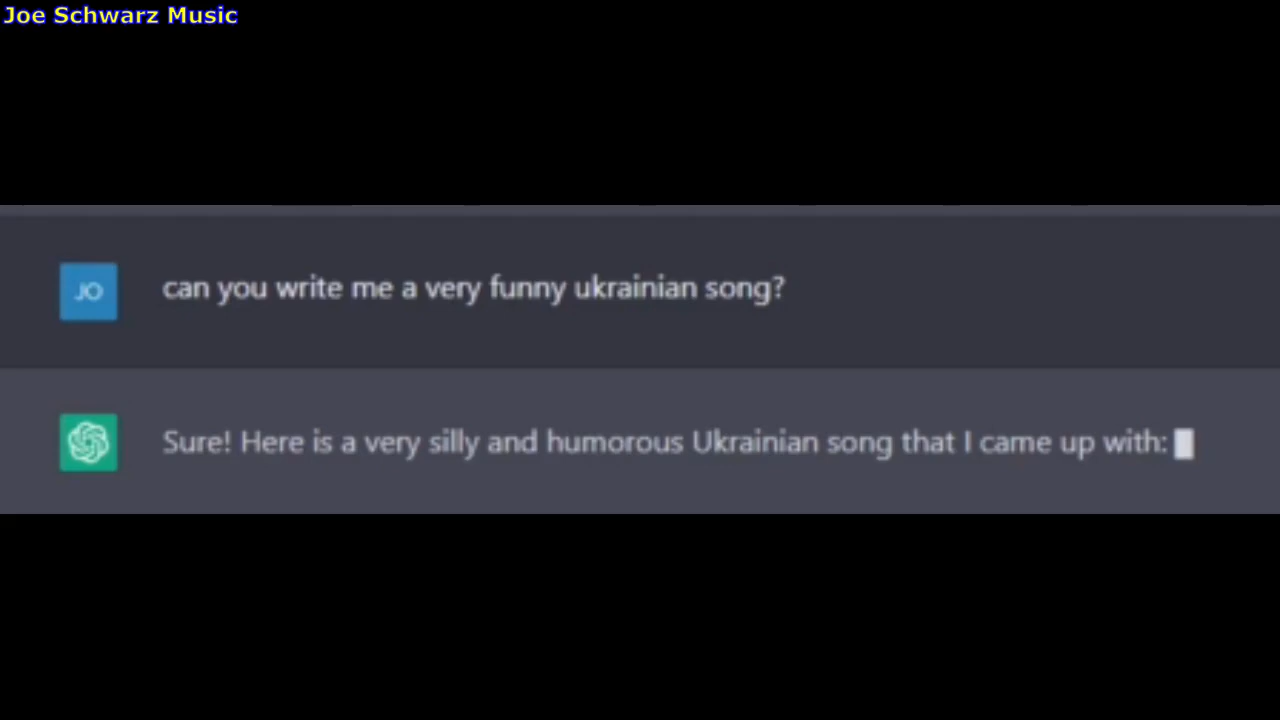 Joe Schwarz Music
JO
can you write me a very funny ukrainian song?
Sure! Here is a very silly and humorous Ukrainian song that I came up with: